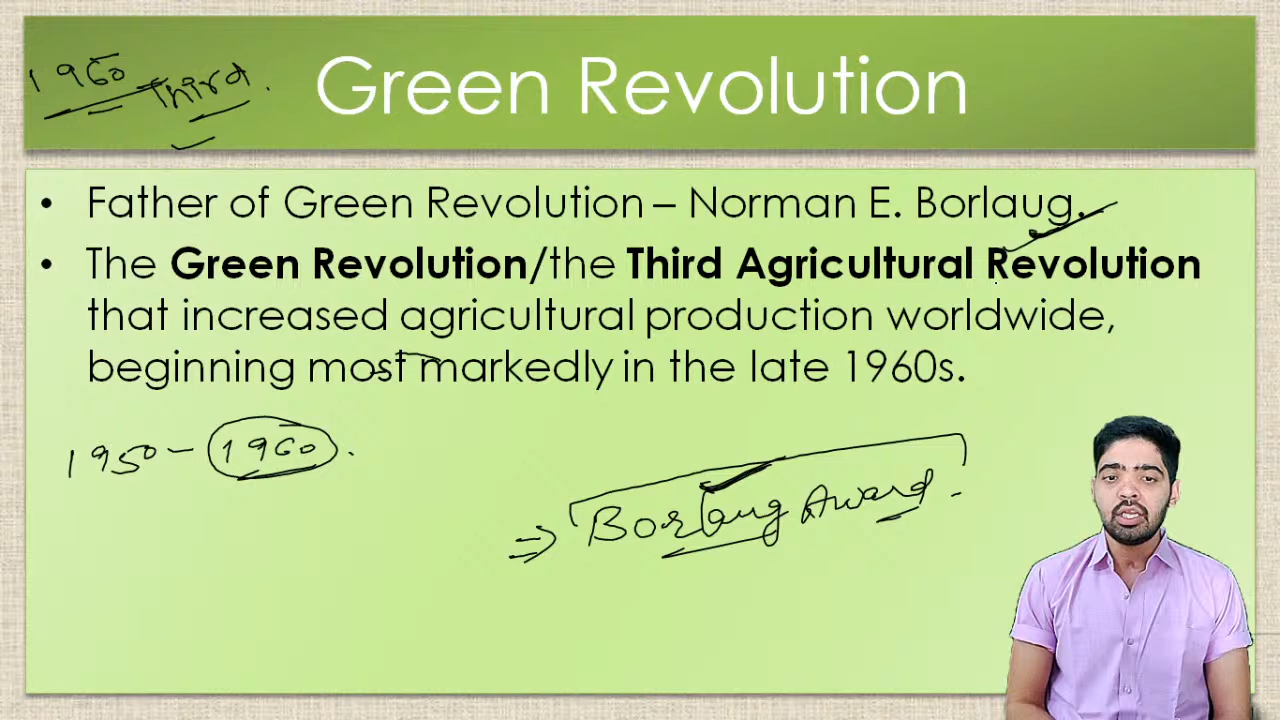 1960 Third.
Green Revolution
• Father of Green Revolution – Norman E. Borlaug.
• The Green Revolution/the Third Agricultural Revolution
that increased agricultural production worldwide,
beginning most markedly in the late 1960s.
1950 - 1960.
⇒ Borlaug Award.